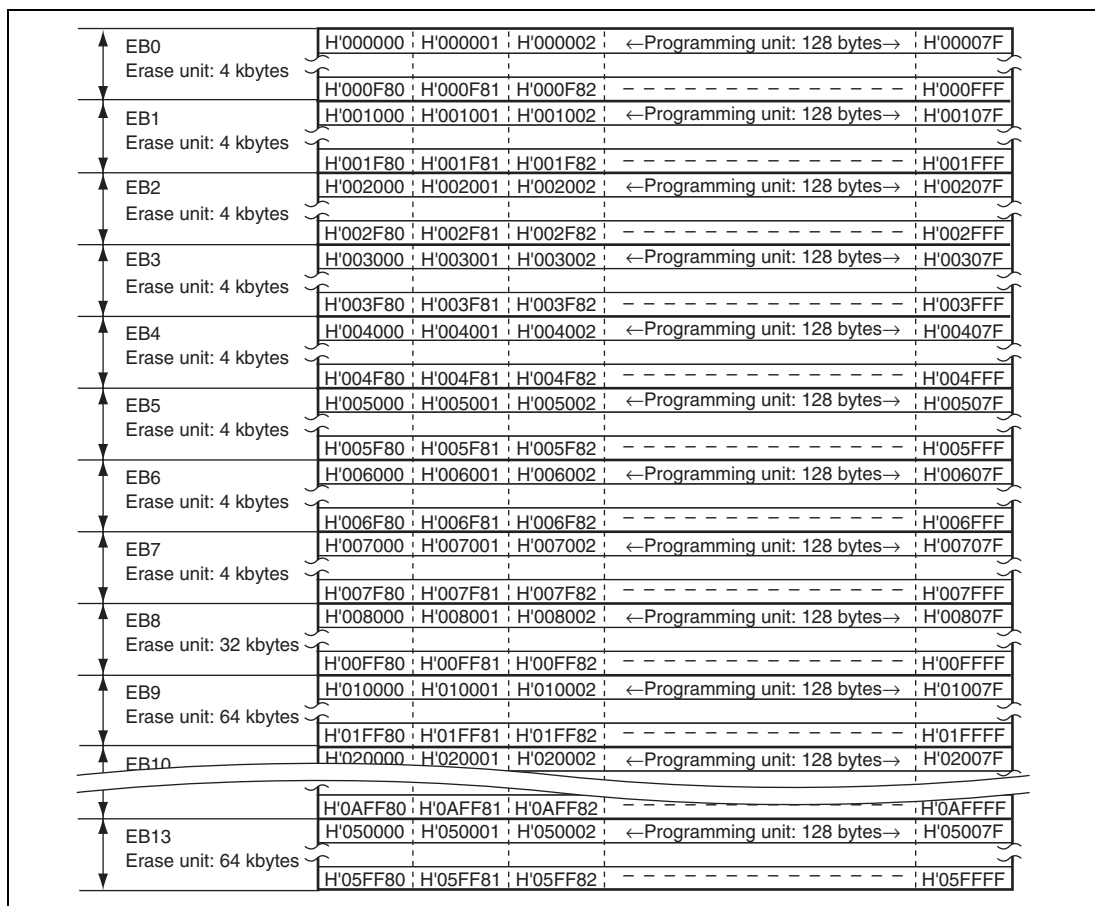 EB0 H'000000 H'000001 H'000002 ←Programming unit: 128 bytes→ H'00007F
Erase unit: 4 kbytes
H'000F80 H'000F81 H'000F82 – – – – – – – – – – – – – – H'000FFF
EB1 H'001000 H'001001 H'001002 ←Programming unit: 128 bytes→ H'00107F
Erase unit: 4 kbytes
H'001F80 H'001F81 H'001F82 – – – – – – – – – – – – – – H'001FFF
EB2 H'002000 H'002001 H'002002 ←Programming unit: 128 bytes→ H'00207F
Erase unit: 4 kbytes
H'002F80 H'002F81 H'002F82 – – – – – – – – – – – – – – H'002FFF
EB3 H'003000 H'003001 H'003002 ←Programming unit: 128 bytes→ H'00307F
Erase unit: 4 kbytes
H'003F80 H'003F81 H'003F82 – – – – – – – – – – – – – – H'003FFF
EB4 H'004000 H'004001 H'004002 ←Programming unit: 128 bytes→ H'00407F
Erase unit: 4 kbytes
H'004F80 H'004F81 H'004F82 – – – – – – – – – – – – – – H'004FFF
EB5 H'005000 H'005001 H'005002 ←Programming unit: 128 bytes→ H'00507F
Erase unit: 4 kbytes
H'005F80 H'005F81 H'005F82 – – – – – – – – – – – – – – H'005FFF
EB6 H'006000 H'006001 H'006002 ←Programming unit: 128 bytes→ H'00607F
Erase unit: 4 kbytes
H'006F80 H'006F81 H'006F82 – – – – – – – – – – – – – – H'006FFF
EB7 H'007000 H'007001 H'007002 ←Programming unit: 128 bytes→ H'00707F
Erase unit: 4 kbytes
H'007F80 H'007F81 H'007F82 – – – – – – – – – – – – – – H'007FFF
EB8 H'008000 H'008001 H'008002 ←Programming unit: 128 bytes→ H'00807F
Erase unit: 32 kbytes
H'00FF80 H'00FF81 H'00FF82 – – – – – – – – – – – – – – H'00FFFF
EB9 H'010000 H'010001 H'010002 ←Programming unit: 128 bytes→ H'01007F
Erase unit: 64 kbytes
H'01FF80 H'01FF81 H'01FF82 – – – – – – – – – – – – – – H'01FFFF
EB10 H'020000 H'020001 H'020002 ←Programming unit: 128 bytes→ H'02007F
H'0AFF80 H'0AFF81 H'0AFF82 – – – – – – – – – – – – – – H'0AFFFF
EB13 H'050000 H'050001 H'050002 ←Programming unit: 128 bytes→ H'05007F
Erase unit: 64 kbytes
H'05FF80 H'05FF81 H'05FF82 – – – – – – – – – – – – – – H'05FFFF